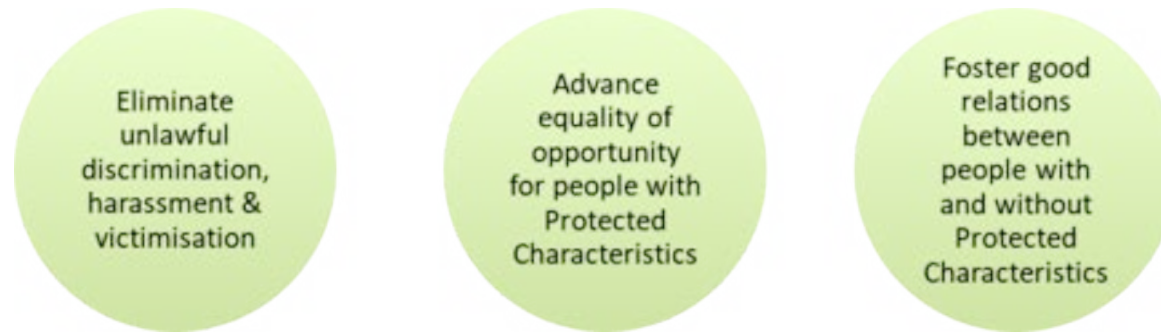 Eliminate
unlawful
discrimination,
harassment &
victimisation
Advance
equality of
opportunity
for people with
Protected
Characteristics
Foster good
relations
between
people with
and without
Protected
Characteristics